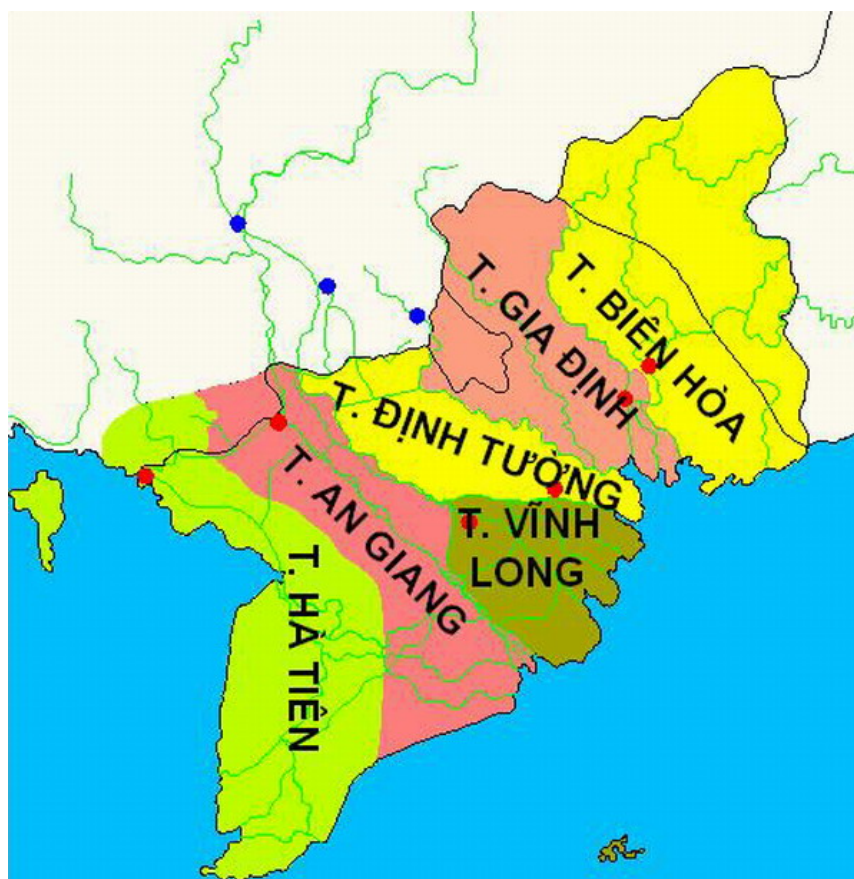 T. BIÊN HÒA
T. GIA ĐỊNH
T. ĐỊNH TƯỜNG
T. AN GIANG
T. VĨNH
LONG
T. HÀ TIÊN